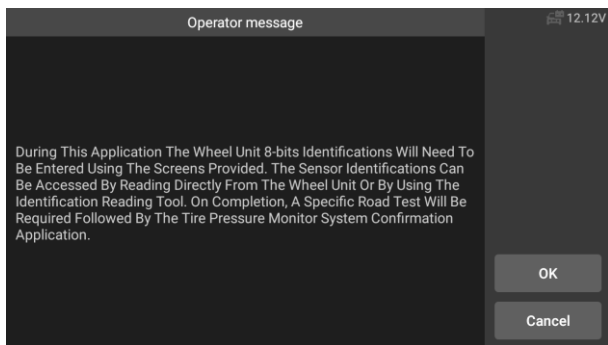 Operator message
12.12V
During This Application The Wheel Unit 8-bits Identifications Will Need To
Be Entered Using The Screens Provided. The Sensor Identifications Can
Be Accessed By Reading Directly From The Wheel Unit Or By Using The
Identification Reading Tool. On Completion, A Specific Road Test Will Be
Required Followed By The Tire Pressure Monitor System Confirmation
Application.
OK
Cancel